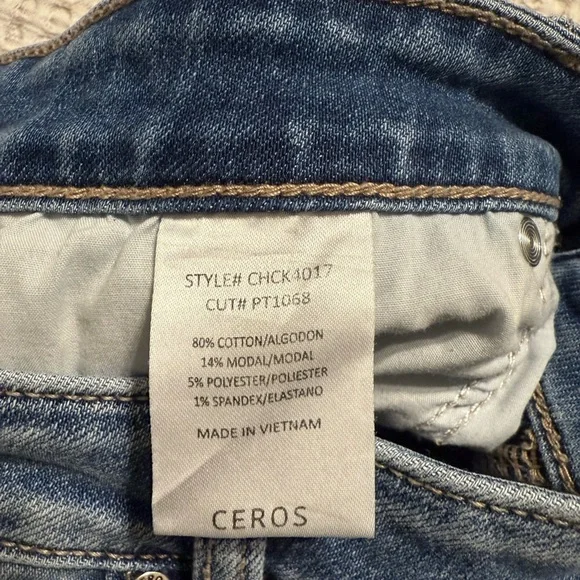 STYLE# CHCK4017
CUT# PT1068
80% COTTON/ALGODON
14% MODAL/MODAL
5% POLYESTER/POLIESTER
1% SPANDEX/ELASTANO
MADE IN VIETNAM
CEROS